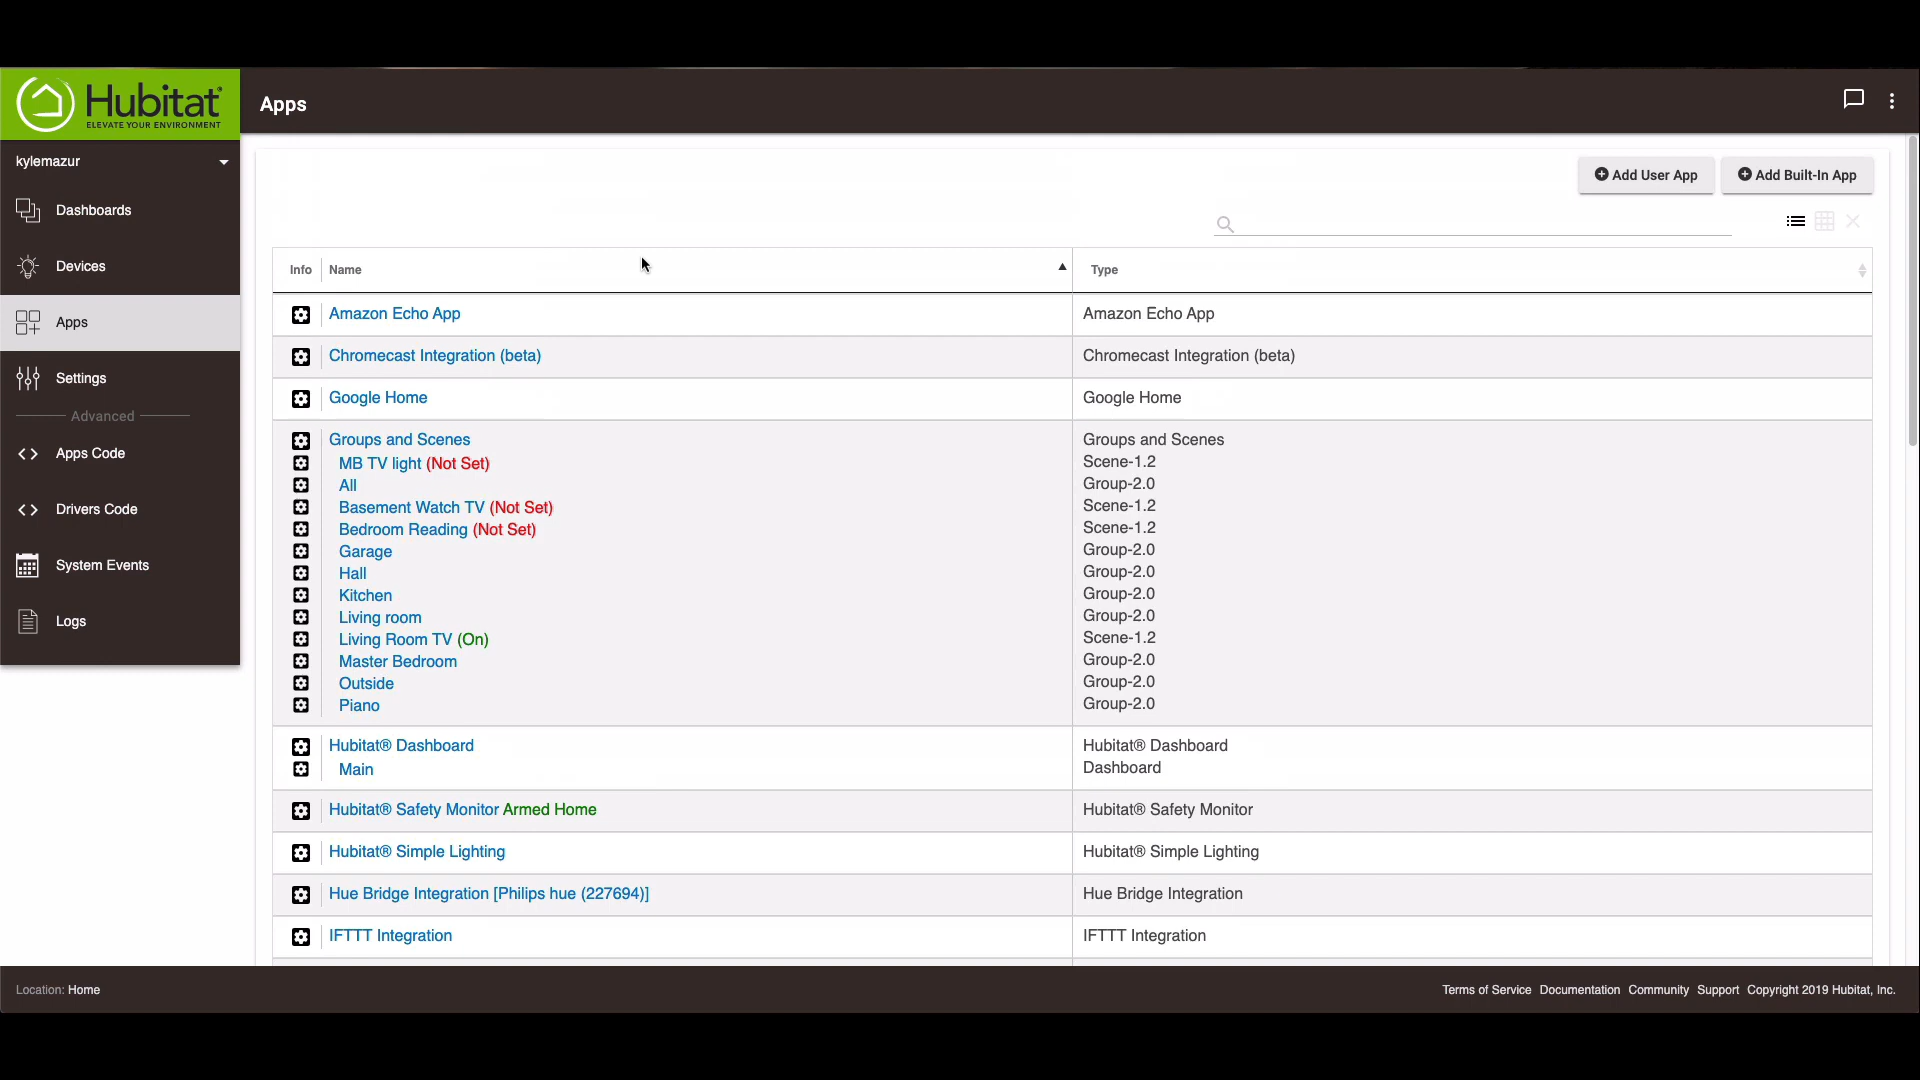 Hubitat®
ELEVATE YOUR ENVIRONMENT
Apps
kylemazur
Dashboards
Devices
Apps
Settings
Advanced
Apps Code
Drivers Code
System Events
Logs
Add User App
Add Built-In App
Info Name Type
Amazon Echo App Amazon Echo App
Chromecast Integration (beta) Chromecast Integration (beta)
Google Home Google Home
Groups and Scenes Groups and Scenes
MB TV light (Not Set) Scene-1.2
All Group-2.0
Basement Watch TV (Not Set) Scene-1.2
Bedroom Reading (Not Set) Scene-1.2
Garage Group-2.0
Hall Group-2.0
Kitchen Group-2.0
Living room Group-2.0
Living Room TV (On) Scene-1.2
Master Bedroom Group-2.0
Outside Group-2.0
Piano Group-2.0
Hubitat® Dashboard Hubitat® Dashboard
Main Dashboard
Hubitat® Safety Monitor Armed Home Hubitat® Safety Monitor
Hubitat® Simple Lighting Hubitat® Simple Lighting
Hue Bridge Integration [Philips hue (227694)] Hue Bridge Integration
IFTTT Integration IFTTT Integration
Location: Home
Terms of Service Documentation Community Support Copyright 2019 Hubitat, Inc.